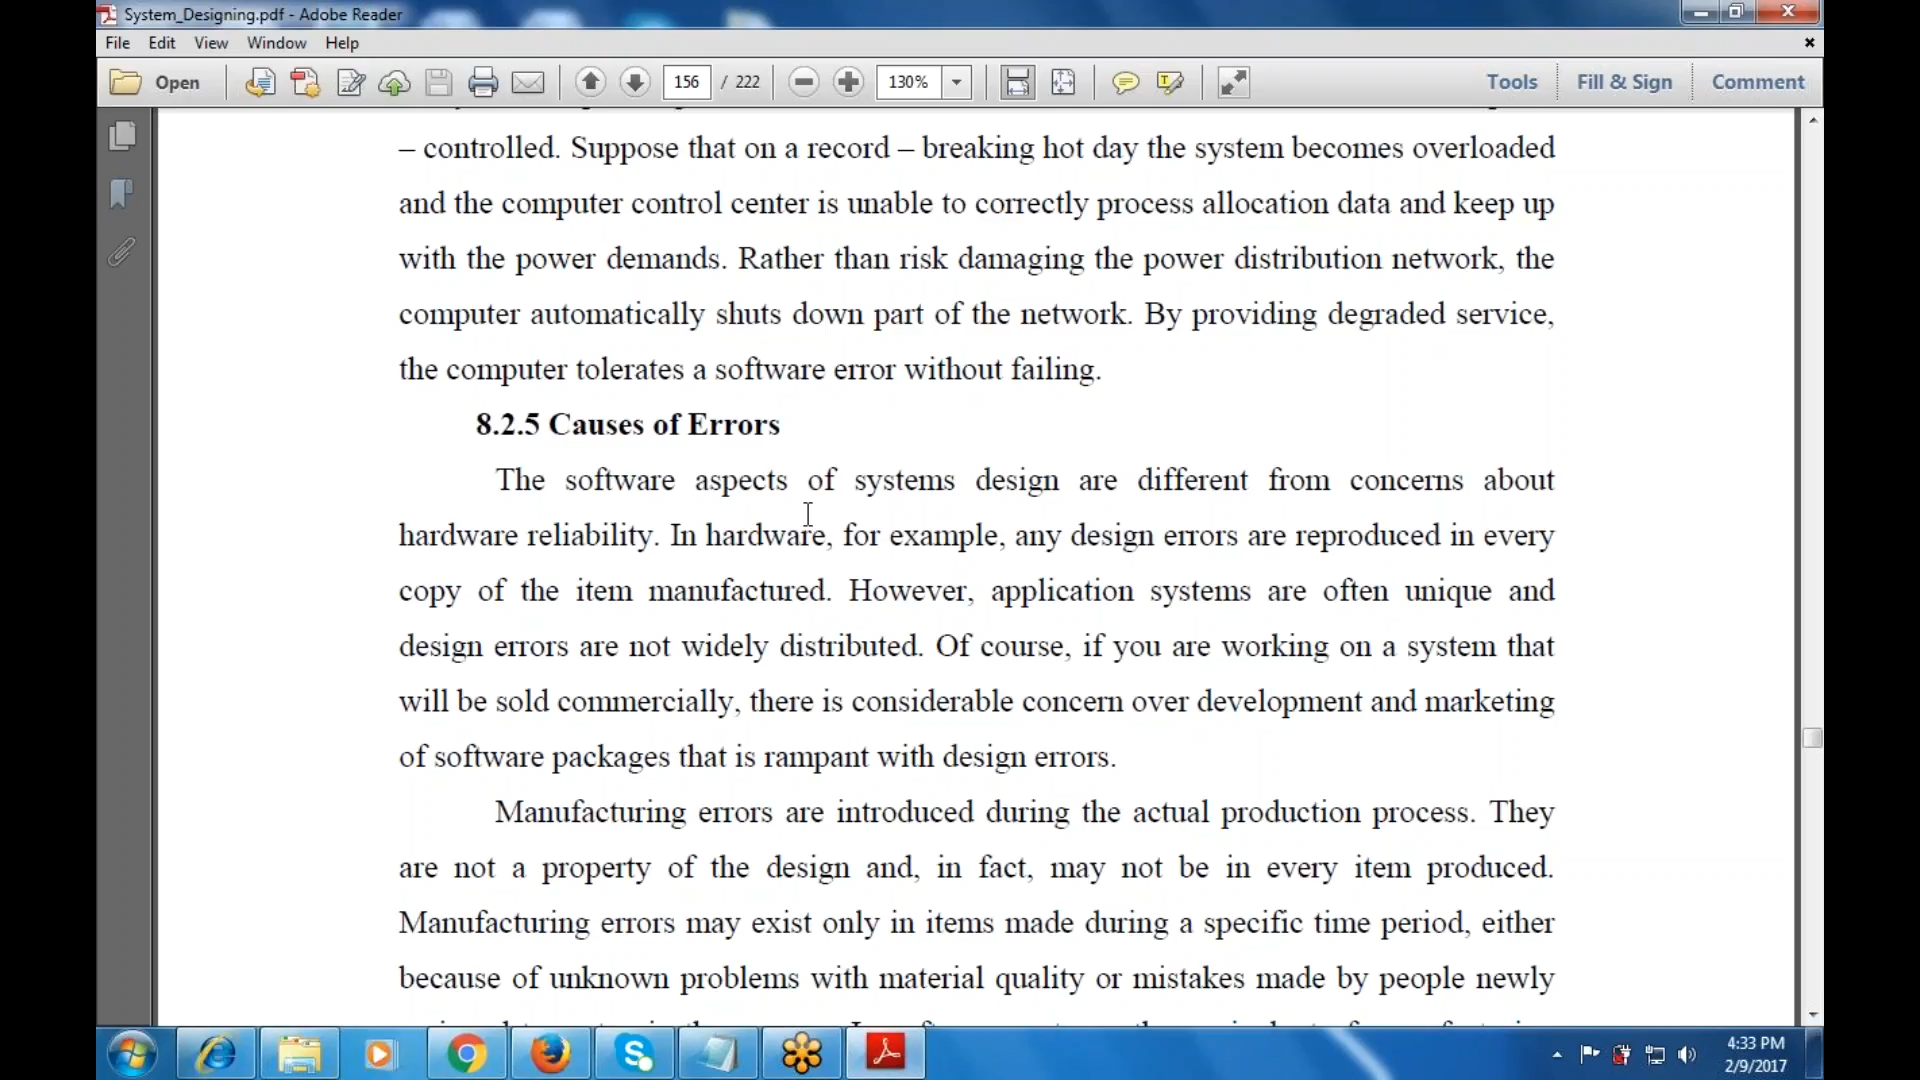 System_Designing.pdf - Adobe Reader
File Edit View Window Help
Open 156 / 222 130% Tools Fill & Sign Comment
– controlled. Suppose that on a record – breaking hot day the system becomes overloaded
and the computer control center is unable to correctly process allocation data and keep up
with the power demands. Rather than risk damaging the power distribution network, the
computer automatically shuts down part of the network. By providing degraded service,
the computer tolerates a software error without failing.
8.2.5 Causes of Errors
The software aspects of systems design are different from concerns about
hardware reliability. In hardware, for example, any design errors are reproduced in every
copy of the item manufactured. However, application systems are often unique and
design errors are not widely distributed. Of course, if you are working on a system that
will be sold commercially, there is considerable concern over development and marketing
of software packages that is rampant with design errors.
Manufacturing errors are introduced during the actual production process. They
are not a property of the design and, in fact, may not be in every item produced.
Manufacturing errors may exist only in items made during a specific time period, either
because of unknown problems with material quality or mistakes made by people newly
4:33 PM
2/9/2017